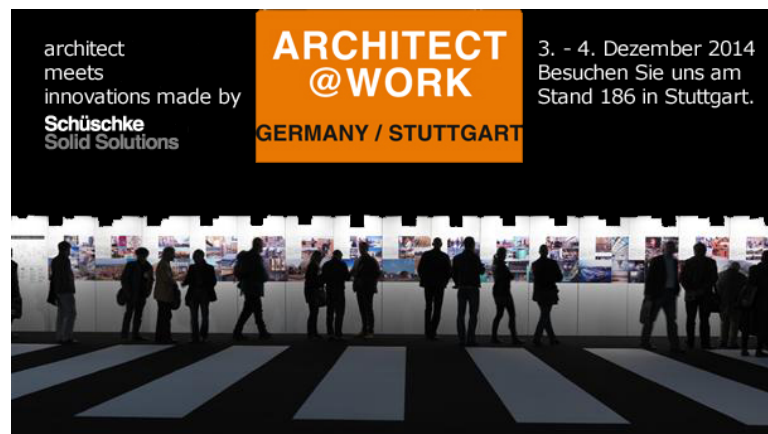 architect
meets
innovations made by
Schüschke
Solid Solutions
ARCHITECT
@WORK
GERMANY / STUTTGART
3. - 4. Dezember 2014
Besuchen Sie uns am
Stand 186 in Stuttgart.